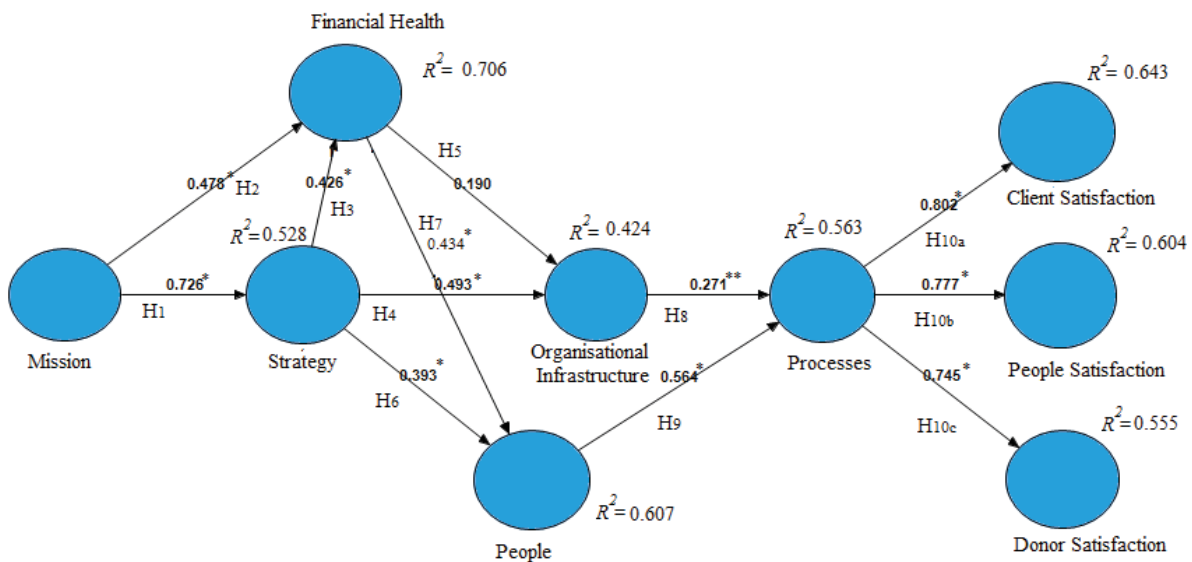 Financial Health
R²= 0.706
R²= 0.643
H5
0.478* H2
0.426*
H3
0.190
H7
0.434*
0.802*
Client Satisfaction
H10a
R²= 0.528
R²= 0.424
R²= 0.563
R²= 0.604
0.726*
H1
0.493*
H4
0.271**
H8
0.777*
H10b
Mission
Strategy
Organisational
Infrastructure
Processes
People Satisfaction
0.393*
H6
0.564*
H9
0.745*
H10c
R²= 0.555
R²= 0.607
People
Donor Satisfaction